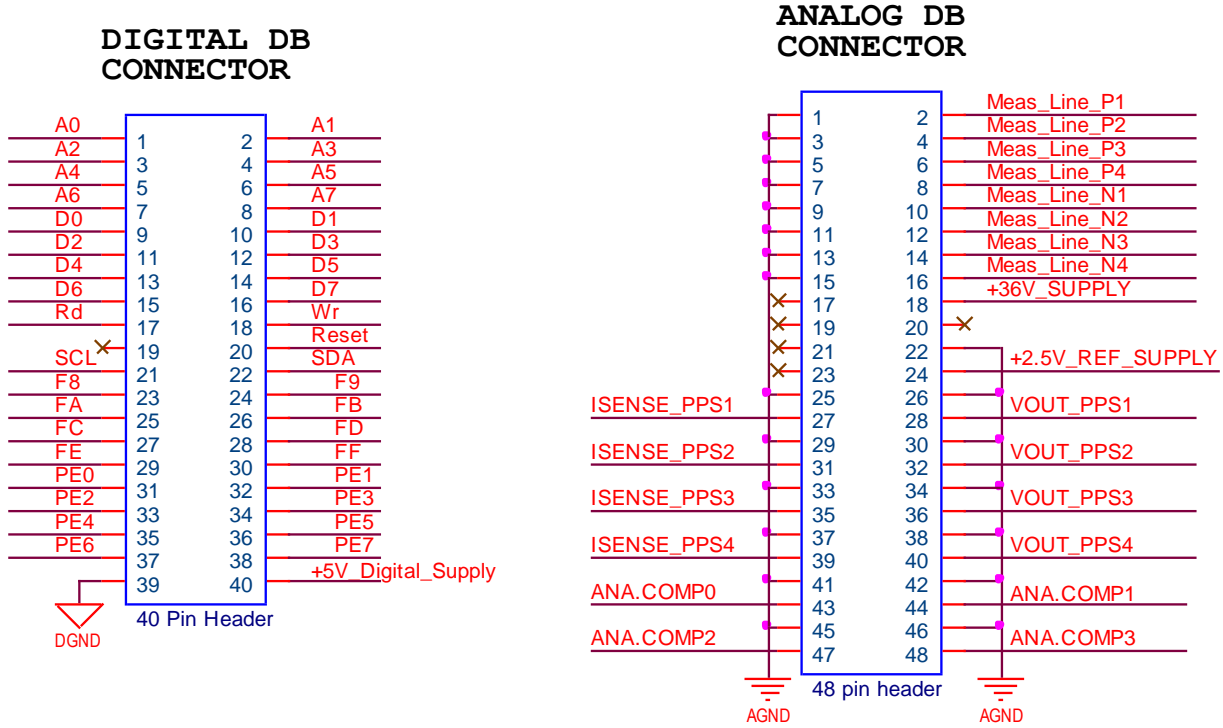 DIGITAL DB
CONNECTOR
A0 1 2 A1
A2 3 4 A3
A4 5 6 A5
A6 7 8 A7
D0 9 10 D1
D2 11 12 D3
D4 13 14 D5
D6 15 16 D7
Rd 17 18 Wr
19 20 Reset
SCL 21 22 SDA
F8 23 24 F9
FA 25 26 FB
FC 27 28 FD
FE 29 30 FF
PE0 31 32 PE1
PE2 33 34 PE3
PE4 35 36 PE5
PE6 37 38 PE7
39 40 +5V_Digital_Supply
DGND
40 Pin Header
ANALOG DB
CONNECTOR
1 2 Meas_Line_P1
3 4 Meas_Line_P2
5 6 Meas_Line_P3
7 8 Meas_Line_P4
9 10 Meas_Line_N1
11 12 Meas_Line_N2
13 14 Meas_Line_N3
15 16 Meas_Line_N4
17 18 +36V_SUPPLY
19 20
21 22
23 24 +2.5V_REF_SUPPLY
25 26
ISENSE_PPS1 27 28 VOUT_PPS1
29 30
ISENSE_PPS2 31 32 VOUT_PPS2
33 34
ISENSE_PPS3 35 36 VOUT_PPS3
37 38
ISENSE_PPS4 39 40 VOUT_PPS4
41 42
ANA.COMP0 43 44 ANA.COMP1
45 46
ANA.COMP2 47 48 ANA.COMP3
48 pin header
AGND AGND